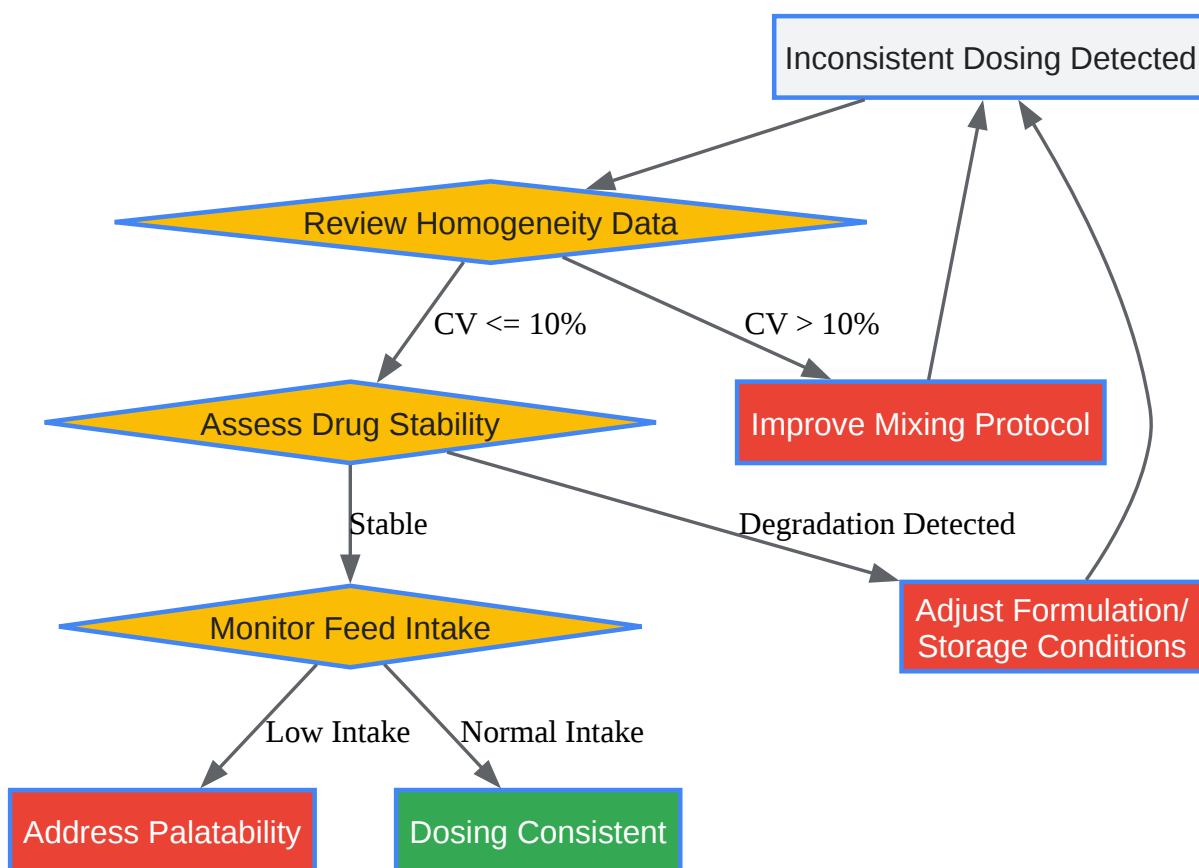 Inconsistent Dosing Detected
Review Homogeneity Data
CV <= 10%
CV > 10%
Assess Drug Stability
Improve Mixing Protocol
Stable
Degradation Detected
Monitor Feed Intake
Adjust Formulation/
Storage Conditions
Low Intake
Normal Intake
Address Palatability
Dosing Consistent